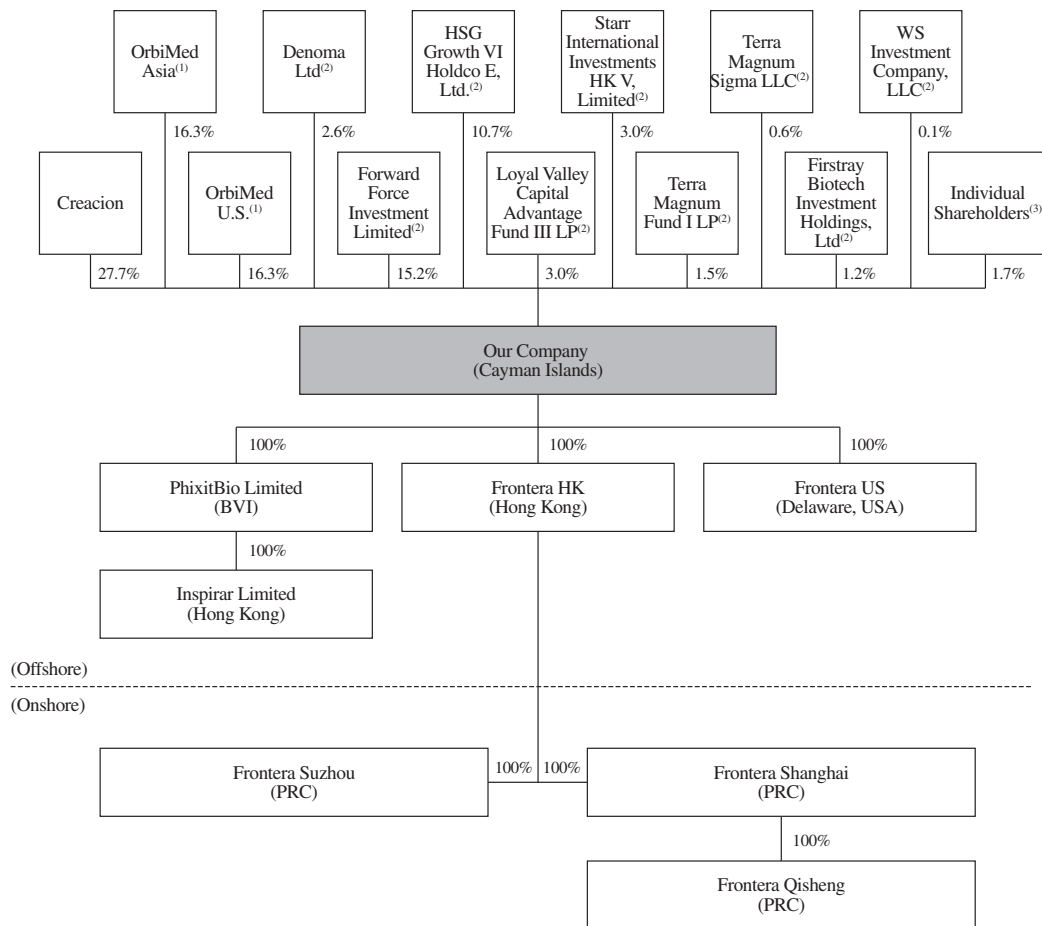 OrbiMed
Asia(1)
Denoma
Ltd(2)
HSG
Growth VI
Holdco E,
Ltd.(2)
Starr
International
Investments
HK V,
Limited(2)
Terra
Magnum
Sigma LLC(2)
WS
Investment
Company,
LLC(2)
16.3%
2.6%
10.7%
3.0%
0.6%
0.1%
Creacion
OrbiMed
U.S.(1)
Forward
Force
Investment
Limited(2)
Loyal Valley
Capital
Advantage
Fund III LP(2)
Terra
Magnum
Fund I LP(2)
Firstray
Biotech
Investment
Holdings,
Ltd(2)
Individual
Shareholders(3)
27.7%
16.3%
15.2%
3.0%
1.5%
1.2%
1.7%
Our Company
(Cayman Islands)
100%
100%
100%
PhixitBio Limited
(BVI)
Frontera HK
(Hong Kong)
Frontera US
(Delaware, USA)
100%
Inspirar Limited
(Hong Kong)
(Offshore)
(Onshore)
Frontera Suzhou
(PRC)
100%
100%
Frontera Shanghai
(PRC)
100%
Frontera Qisheng
(PRC)